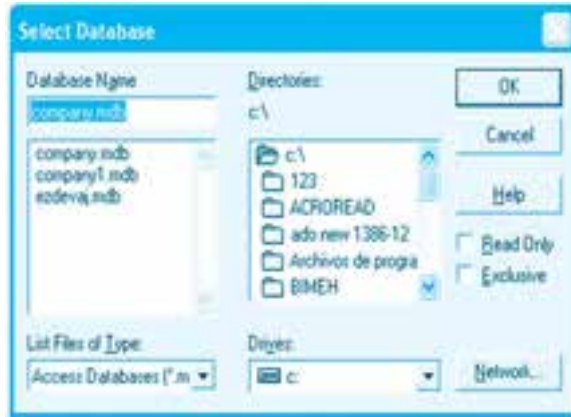 Select Database
Database Name
company.mdb
company.mdb
company1.mdb
ezdevaj.mdb
List Files of Type:
Access Databases (*.m
Directories:
c:\
c:\
123
ACROREAD
ado new 1386-12
Archivos de progra
BIMEH
Drives:
c:
OK
Cancel
Help
Read Only
Exclusive
Network...